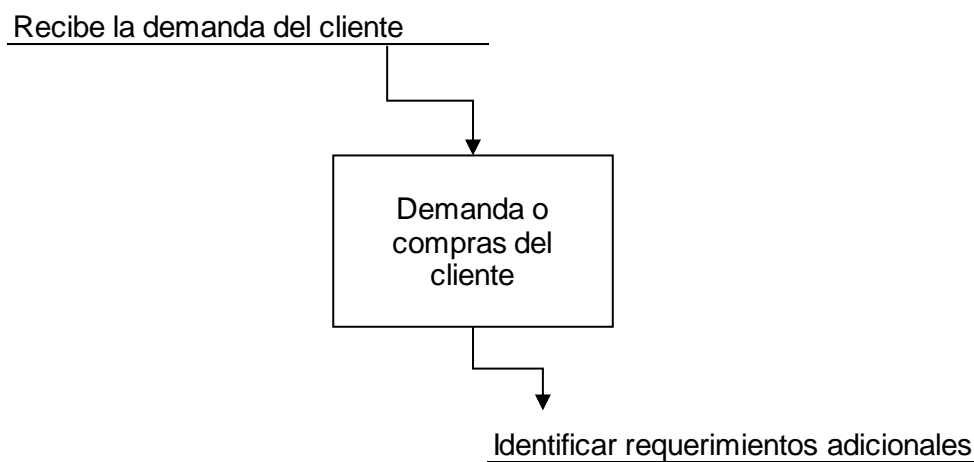 Recibe la demanda del cliente
Demanda o
compras del
cliente
Identificar requerimientos adicionales